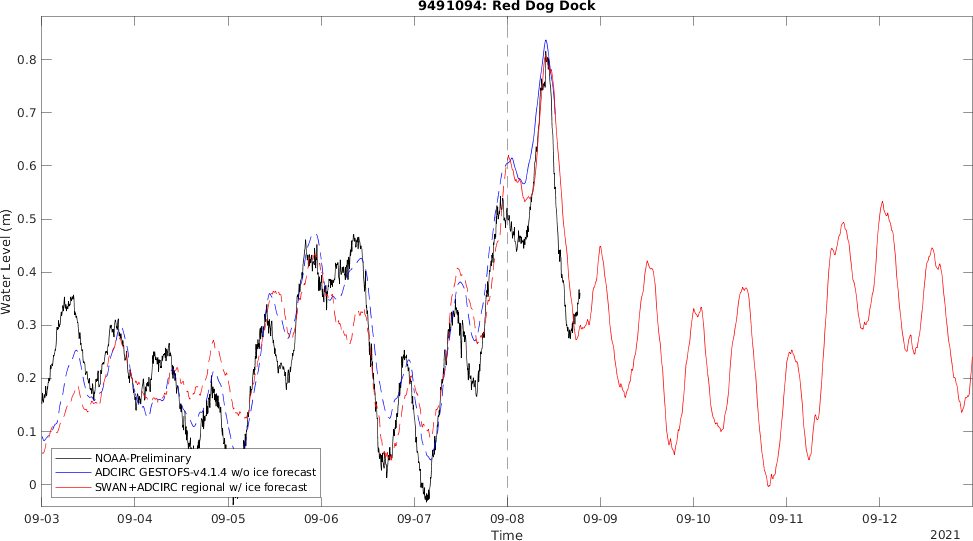 9491094: Red Dog Dock
Water Level (m)
0.8
0.7
0.6
0.5
0.4
0.3
0.2
0.1
0
NOAA-Preliminary
ADCIRC GESTOFS-v4.1.4 w/o ice forecast
SWAN+ADCIRC regional w/ ice forecast
09-03 09-04 09-05 09-06 09-07 09-08 09-09 09-10 09-11 09-12
Time
2021